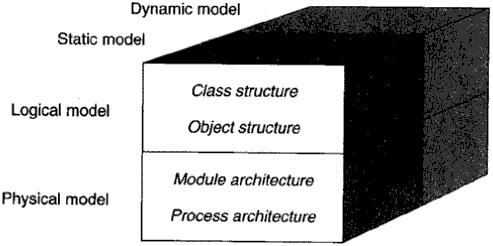 Dynamic model
Static model
Class structure
Logical model
Object structure
Module architecture
Physical model
Process architecture